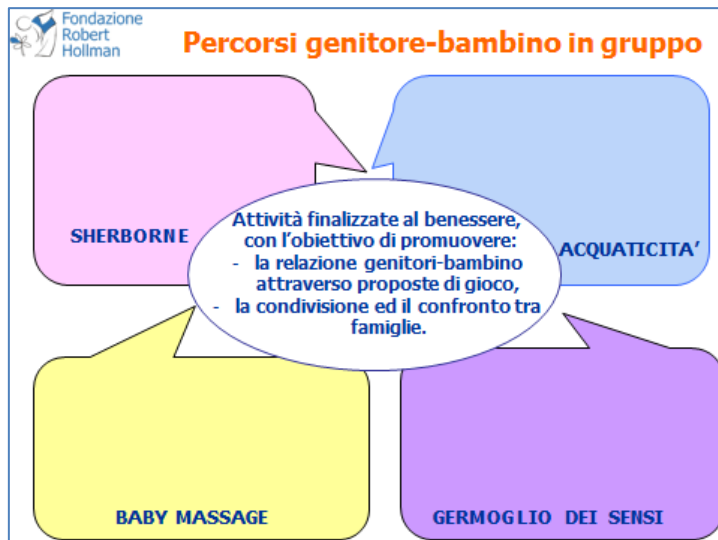 Fondazione
Robert
Hollman
Percorsi genitore-bambino in gruppo
SHERBORNE
ACQUATICITA’
Attività finalizzate al benessere,
con l’obiettivo di promuovere:
- la relazione genitori-bambino
attraverso proposte di gioco,
- la condivisione ed il confronto tra
famiglie.
BABY MASSAGE
GERMOGLIO DEI SENSI